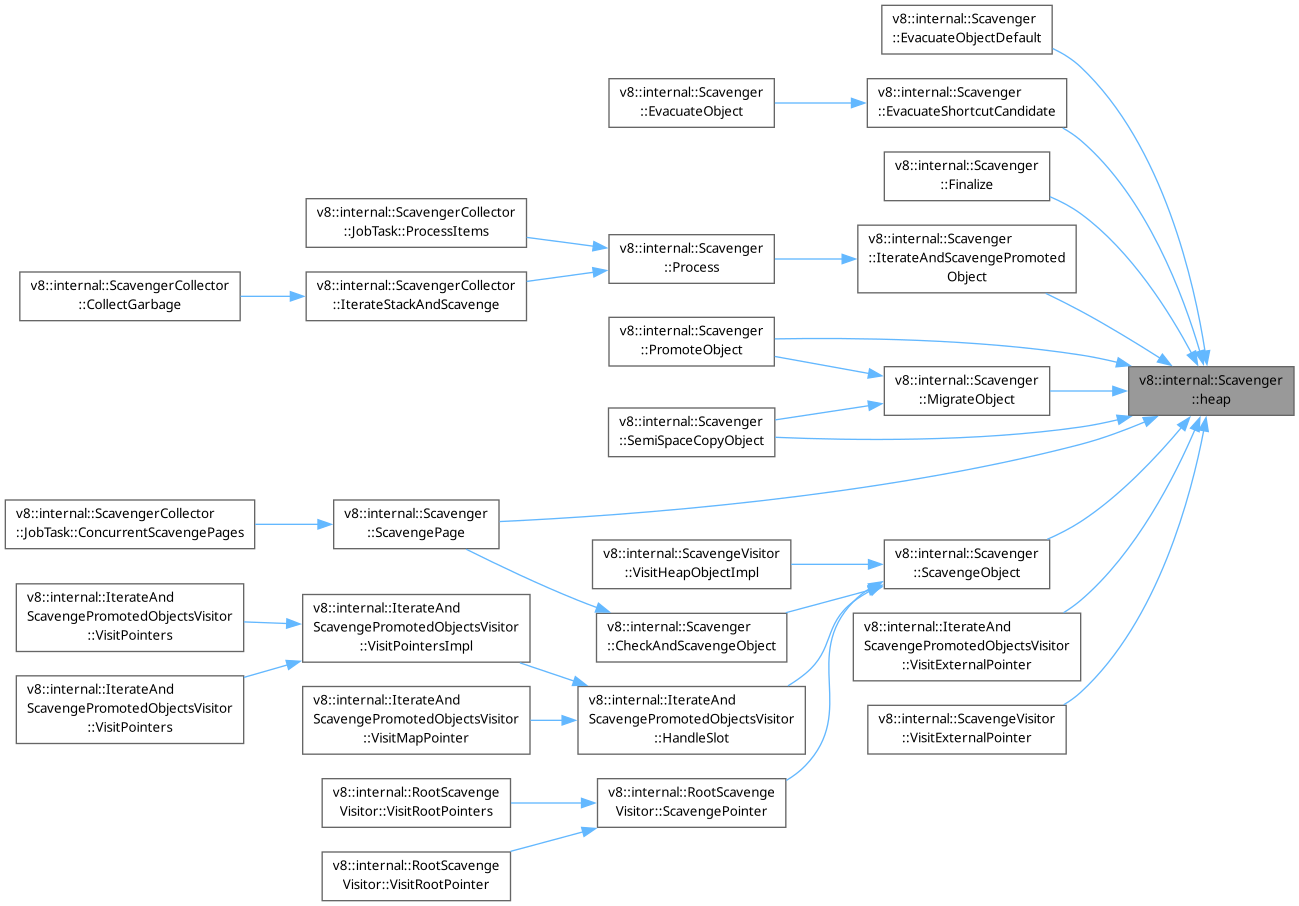 v8::internal::Scavenger
::EvacuateObjectDefault
v8::internal::Scavenger
::EvacuateObject
v8::internal::Scavenger
::EvacuateShortcutCandidate
v8::internal::Scavenger
::Finalize
v8::internal::ScavengerCollector
::JobTask::ProcessItems
v8::internal::Scavenger
::Process
v8::internal::Scavenger
::IterateAndScavengePromoted
Object
v8::internal::ScavengerCollector
::CollectGarbage
v8::internal::ScavengerCollector
::IterateStackAndScavenge
v8::internal::Scavenger
::PromoteObject
v8::internal::Scavenger
::MigrateObject
v8::internal::Scavenger
::heap
v8::internal::Scavenger
::SemiSpaceCopyObject
v8::internal::ScavengerCollector
::JobTask::ConcurrentScavengePages
v8::internal::Scavenger
::ScavengePage
v8::internal::ScavengeVisitor
::VisitHeapObjectImpl
v8::internal::Scavenger
::ScavengeObject
v8::internal::IterateAnd
ScavengePromotedObjectsVisitor
::VisitPointers
v8::internal::IterateAnd
ScavengePromotedObjectsVisitor
::VisitPointersImpl
v8::internal::Scavenger
::CheckAndScavengeObject
v8::internal::IterateAnd
ScavengePromotedObjectsVisitor
::VisitExternalPointer
v8::internal::IterateAnd
ScavengePromotedObjectsVisitor
::VisitPointers
v8::internal::IterateAnd
ScavengePromotedObjectsVisitor
::VisitMapPointer
v8::internal::IterateAnd
ScavengePromotedObjectsVisitor
::HandleSlot
v8::internal::ScavengeVisitor
::VisitExternalPointer
v8::internal::RootScavenge
Visitor::VisitRootPointers
v8::internal::RootScavenge
Visitor::ScavengePointer
v8::internal::RootScavenge
Visitor::VisitRootPointer